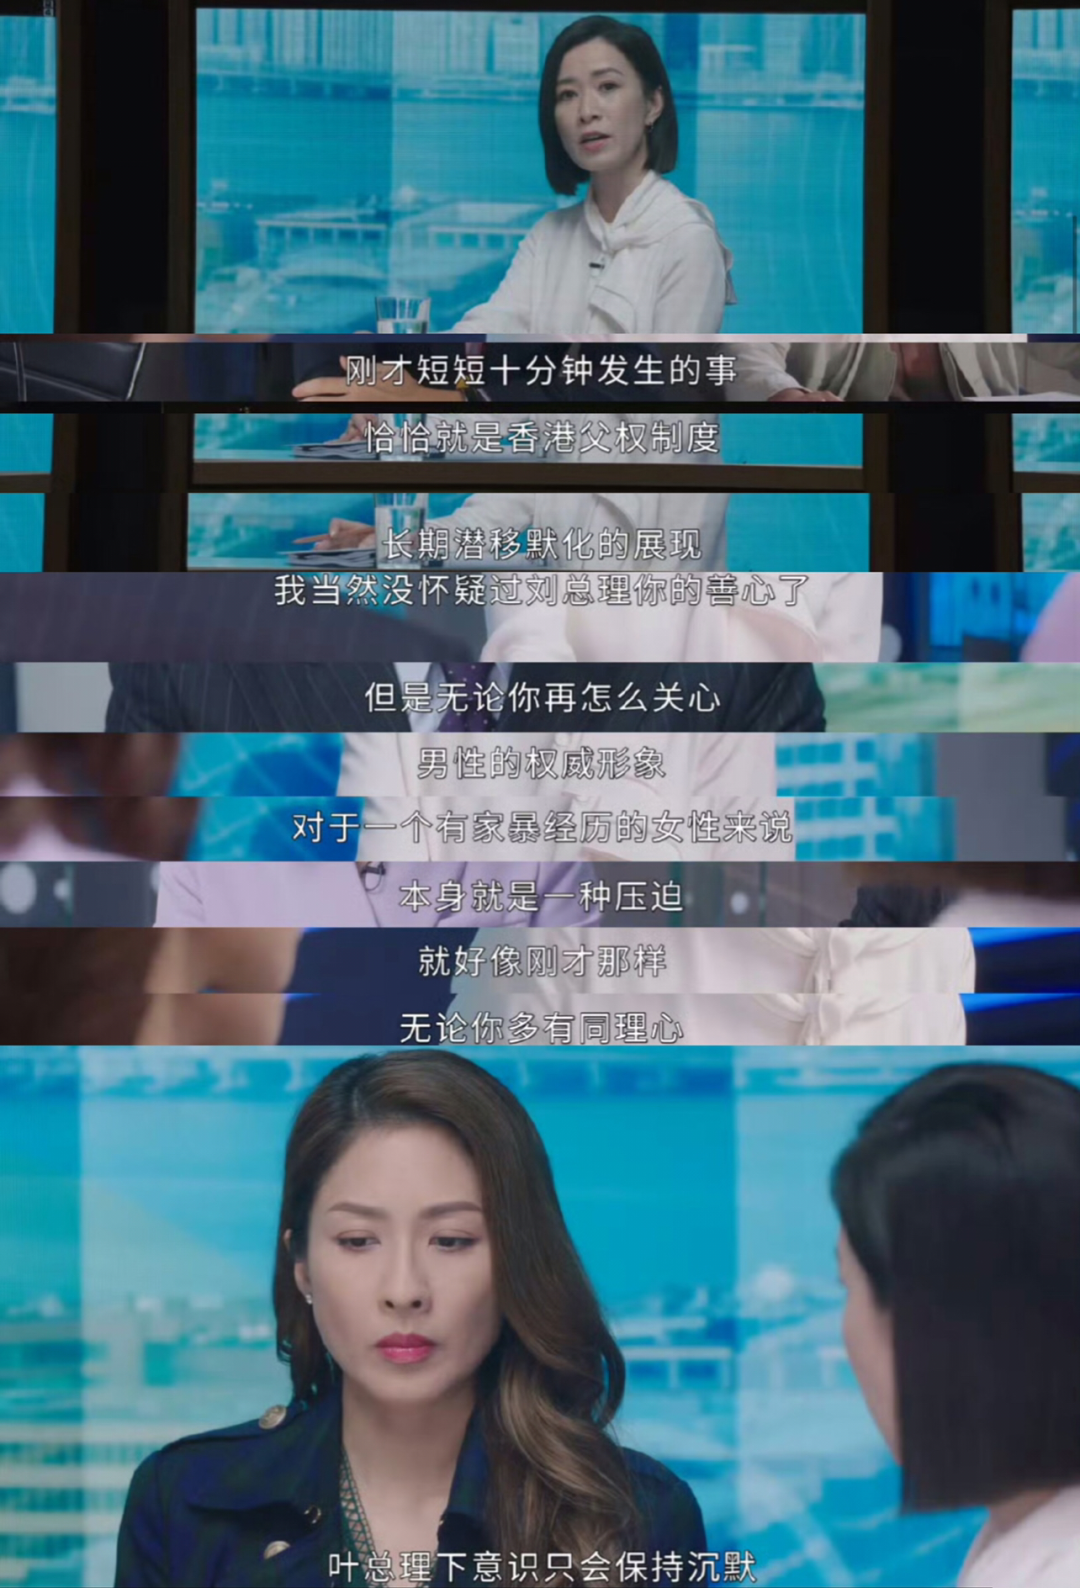 刚才短短十分钟发生的事
恰恰就是香港父权制度
长期潜移默化的展现
我当然没怀疑过刘总理你的善心了
但是无论你再怎么关心
男性的权威形象
对于一个有家暴经历的女性来说
本身就是一种压迫
就好像刚才那样
无论你多有同理心
叶总理下意识只会保持沉默